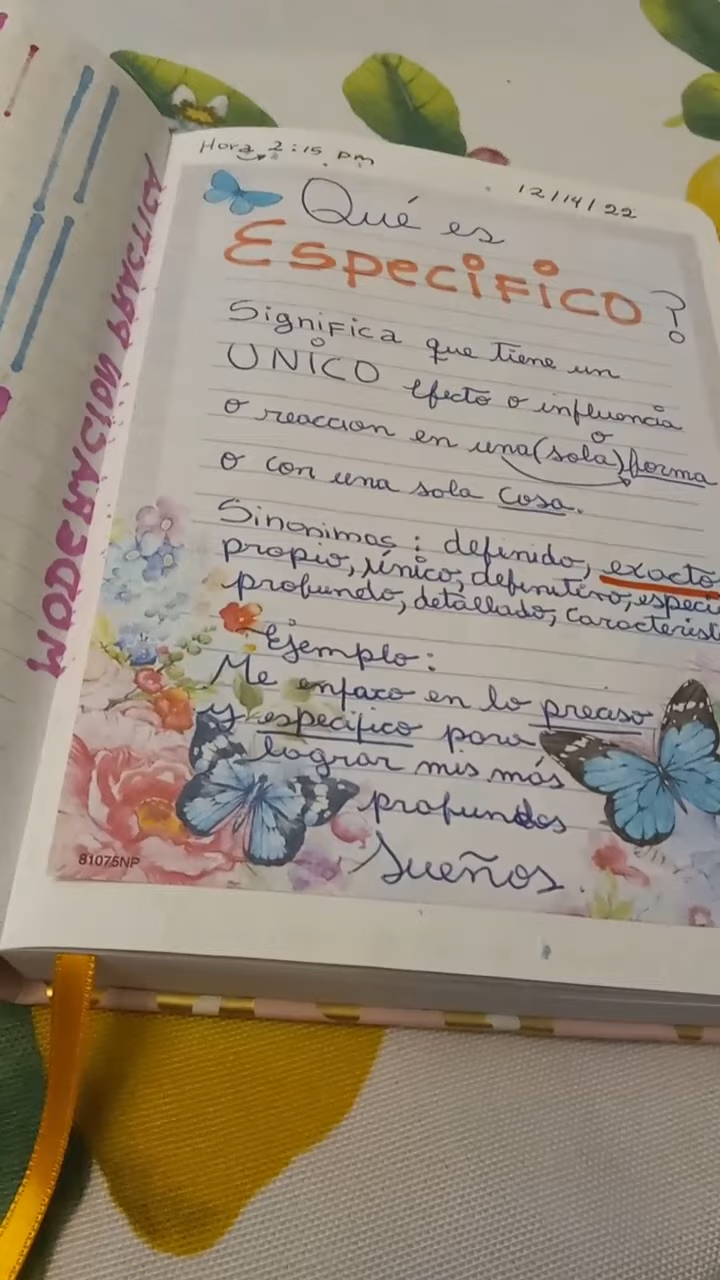 Hora 2:15 pm
12/14/22
Qué es
Especifico?
Significa que tiene un
UNICO efecto o influencia
o reaccion en una (sola) forma
o con una sola cosa.
Sinonimos: definido, exacto
propio, único, definitivo, especi
profundo, detallado, caracterist
Ejemplo:
Me enfoco en lo preciso
y especifico para
lograr mis más
profundos
Sueños.
81075NP